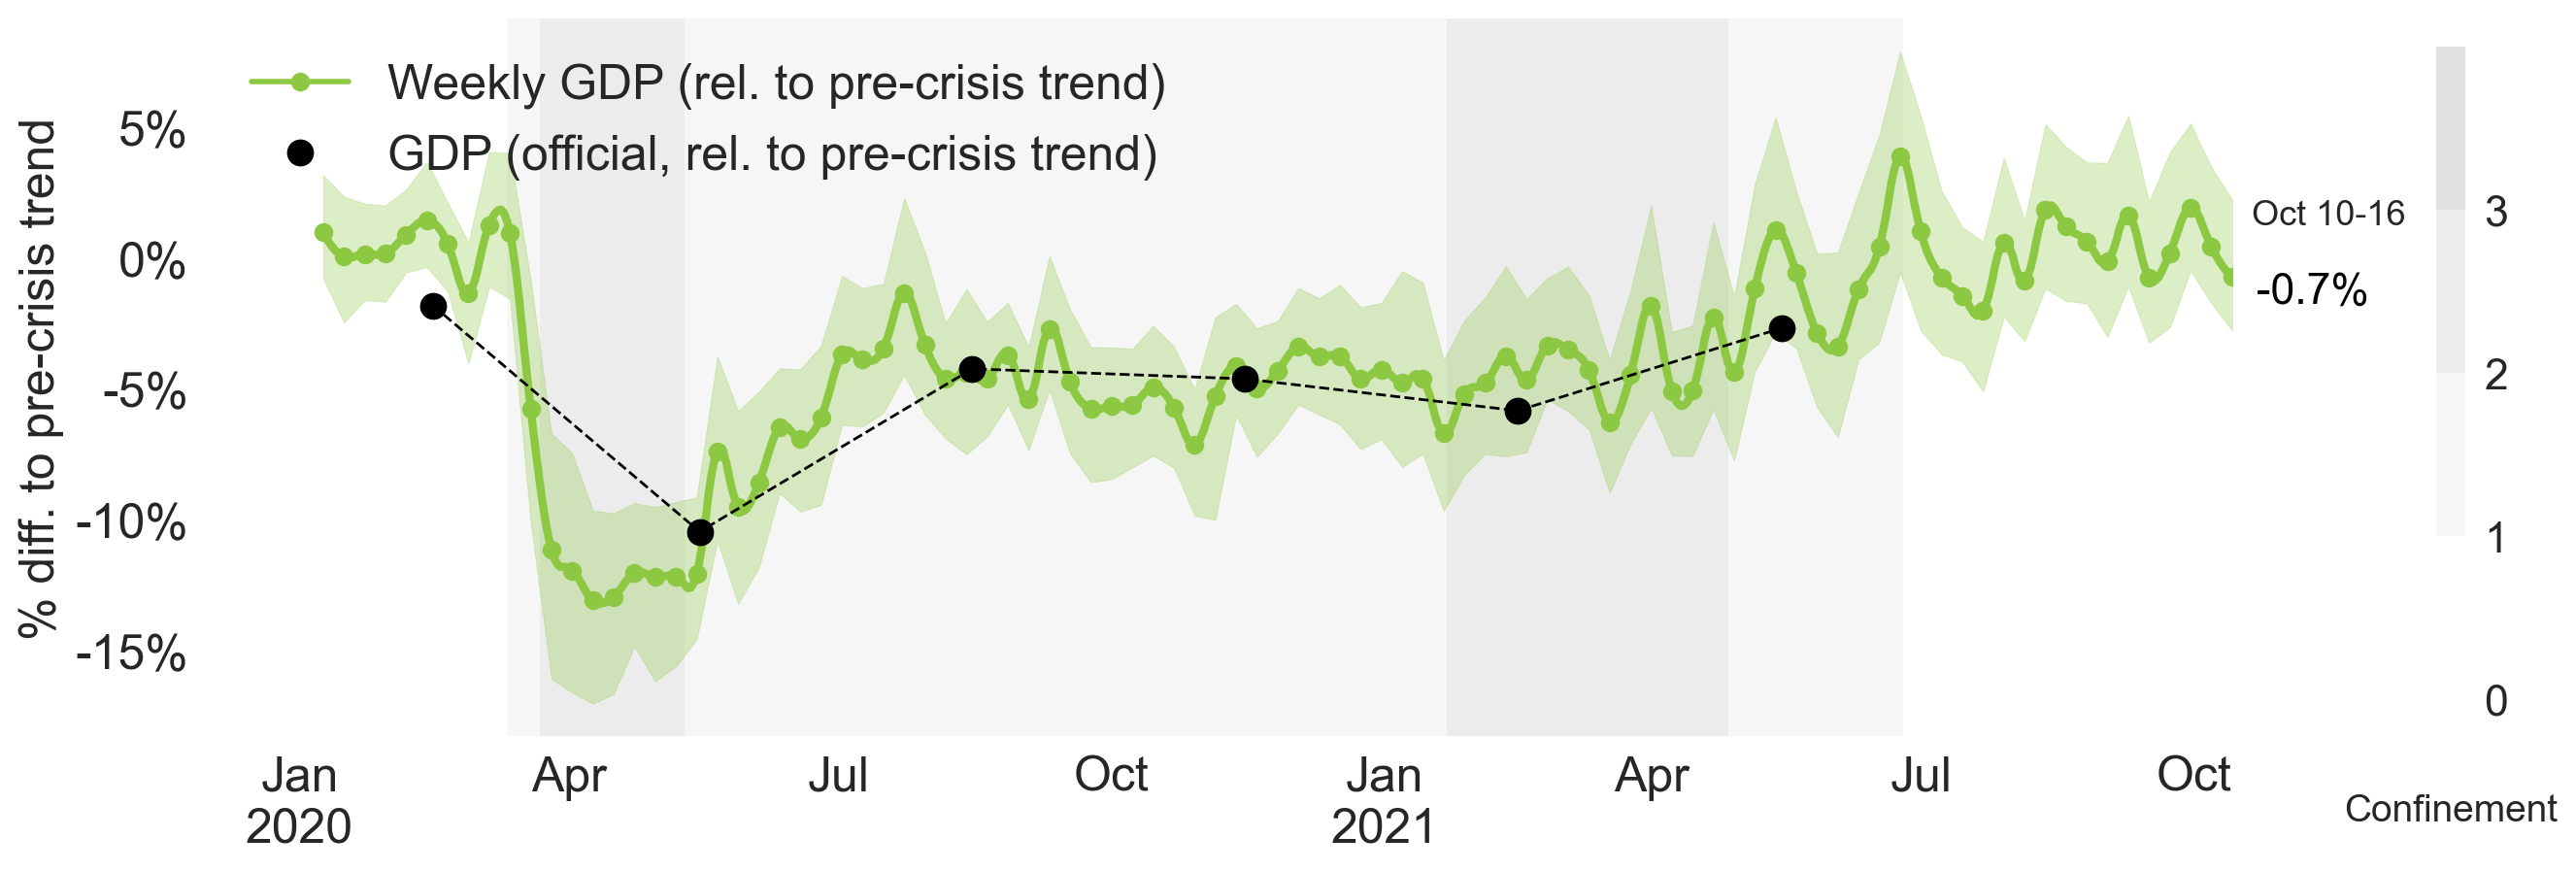 Weekly GDP (rel. to pre-crisis trend)
GDP (official, rel. to pre-crisis trend)
% diff. to pre-crisis trend
5%
0%
-5%
-10%
-15%
Jan
2020
Apr
Jul
Oct
Jan
2021
Apr
Jul
Oct
Oct 10-16
-0.7%
3
2
1
0
Confinement